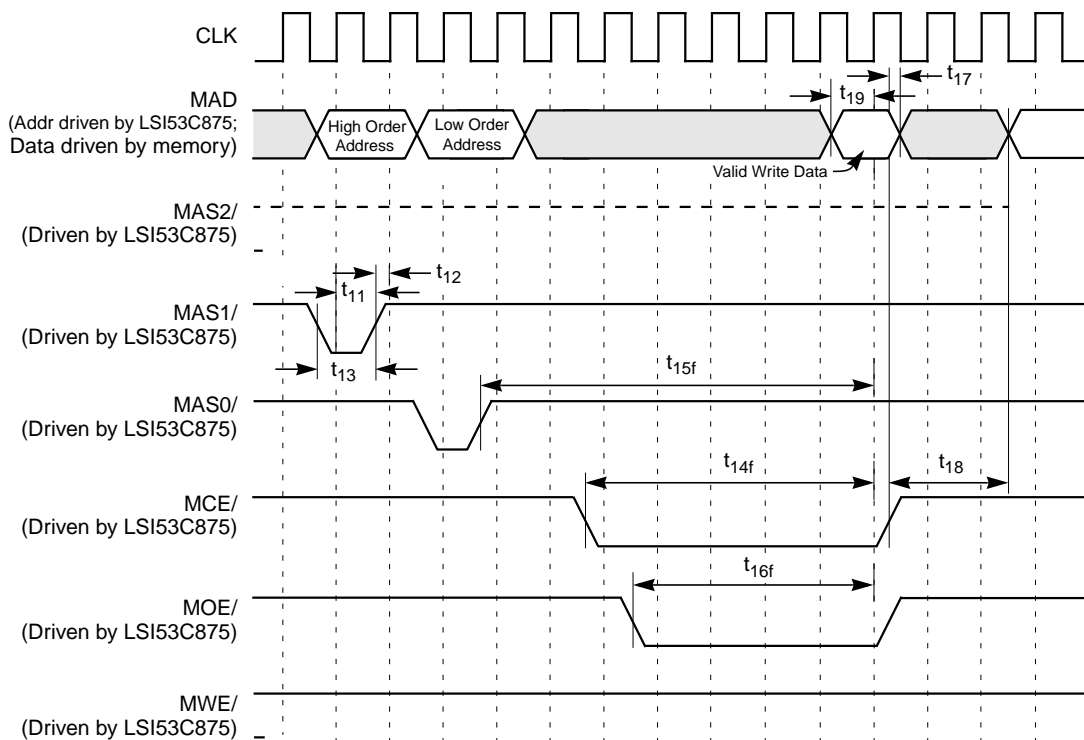 CLK
MAD
(Addr driven by LSI53C875;
Data driven by memory)
High Order
Address
Low Order
Address
t19
t17
Valid Write Data
MAS2/
(Driven by LSI53C875)
t12
t11
MAS1/
(Driven by LSI53C875)
t13
t15f
MAS0/
(Driven by LSI53C875)
t14f
t18
MCE/
(Driven by LSI53C875)
t16f
MOE/
(Driven by LSI53C875)
MWE/
(Driven by LSI53C875)